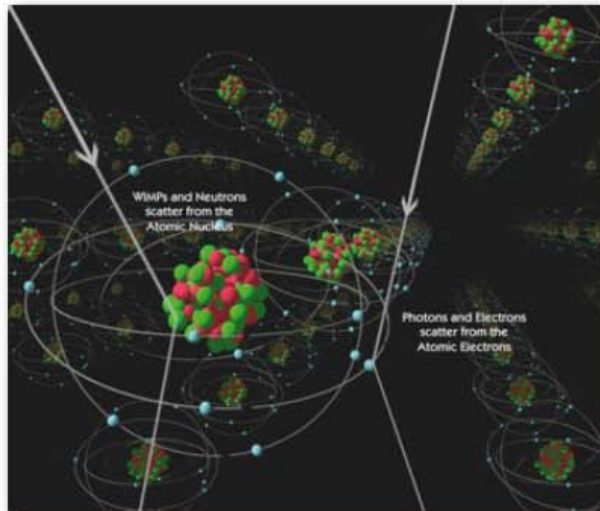 WIMPs and Neutrons
scatter from the
Atomic Nucleus
Photons and Electrons
scatter from the
Atomic Electrons